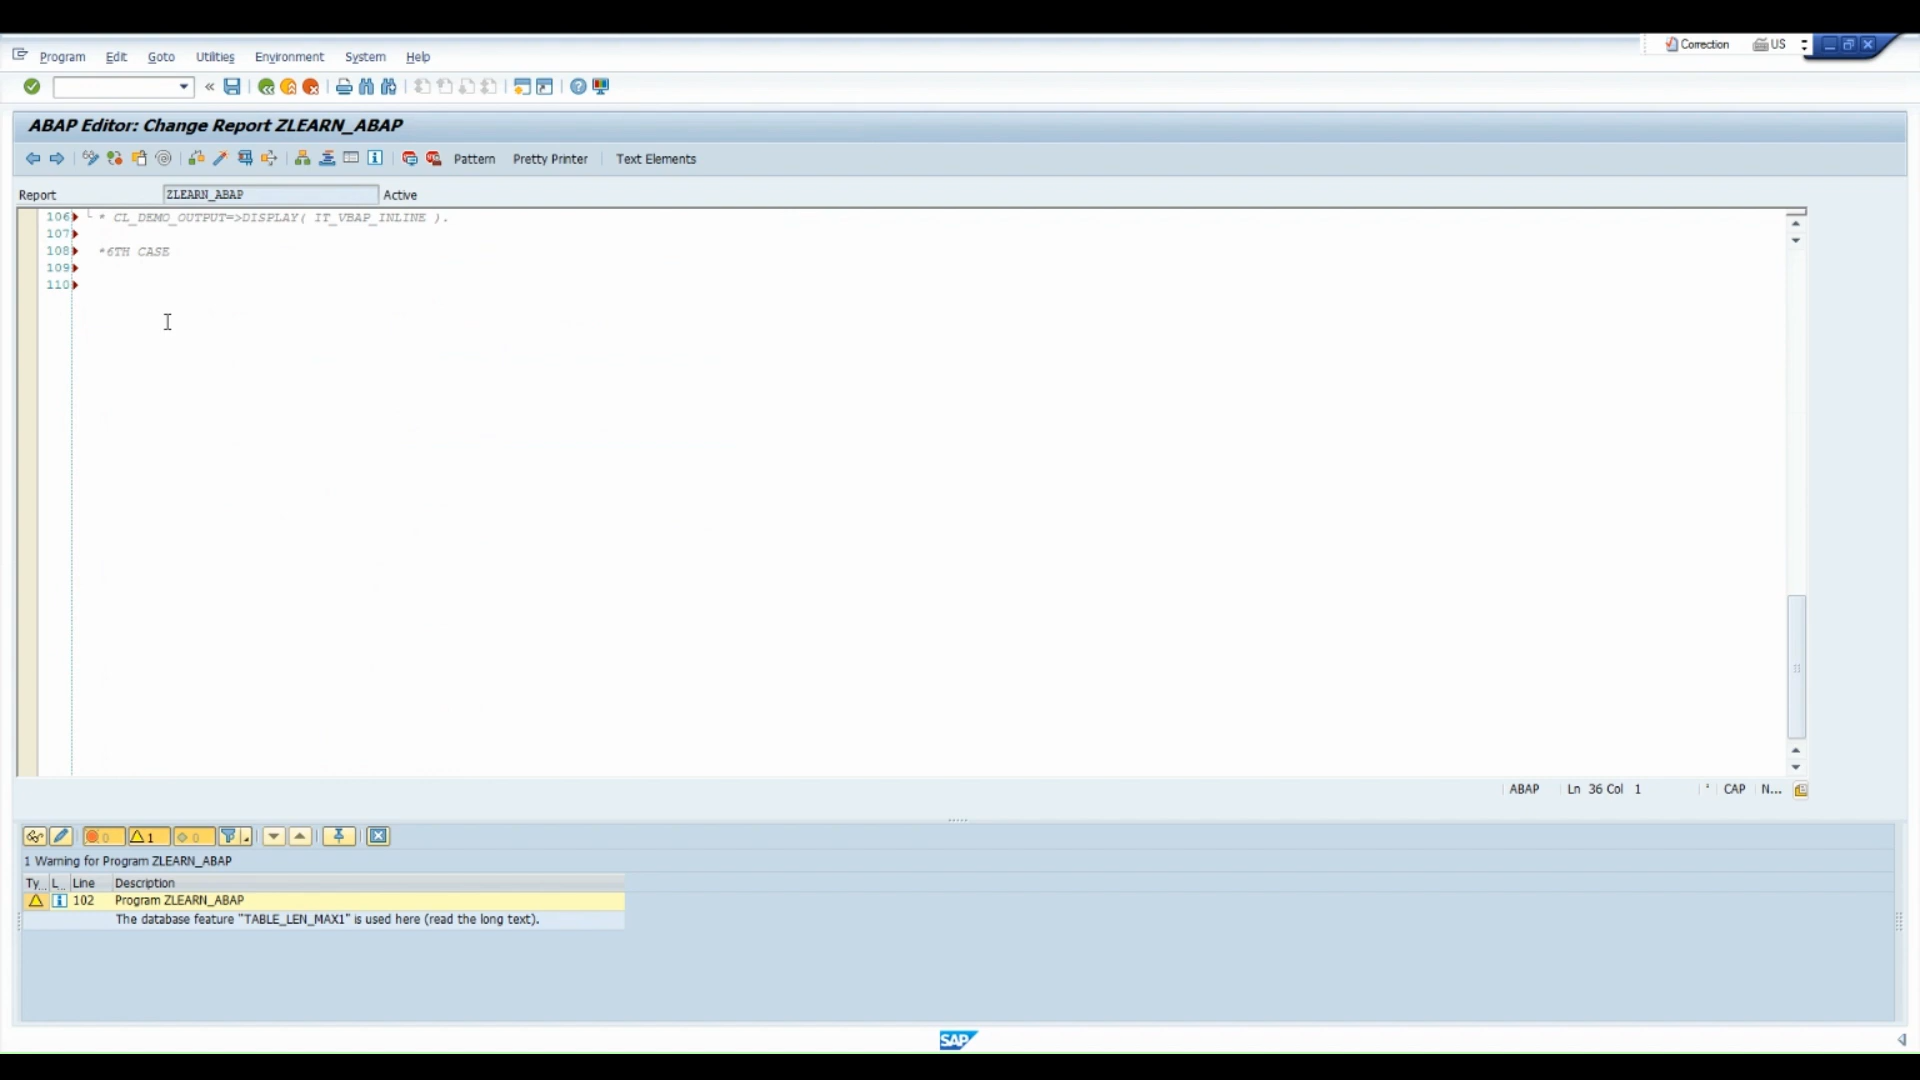 Program Edit Goto Utilities Environment System Help
Correction US
ABAP Editor: Change Report ZLEARN_ABAP
Pattern Pretty Printer Text Elements
Report ZLEARN_ABAP Active
106 * CL_DEMO_OUTPUT=>DISPLAY( IT_VBAP_INLINE ).
107
108 *6TH CASE
109
110
ABAP Ln 36 Col 1 * CAP N...
0 1 0
1 Warning for Program ZLEARN_ABAP
Ty... L... Line Description
102 Program ZLEARN_ABAP
The database feature "TABLE_LEN_MAX1" is used here (read the long text).
SAP